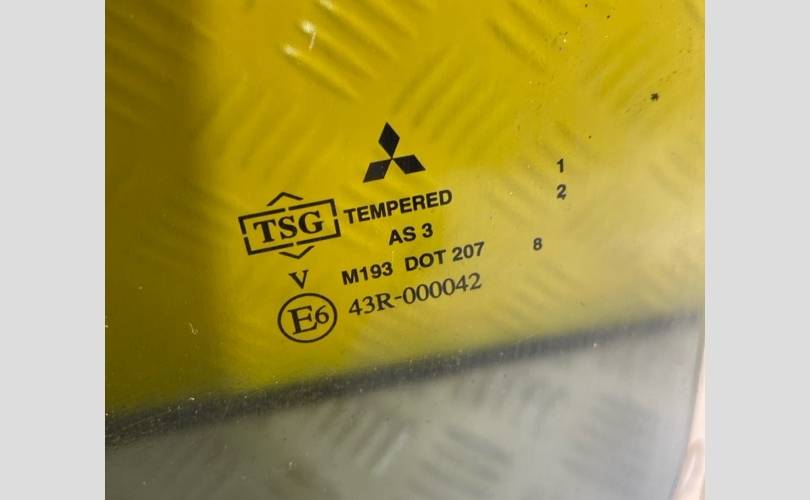 TSG TEMPERED 1
AS 3 2
M193 DOT 207 8
V
E6 43R-000042